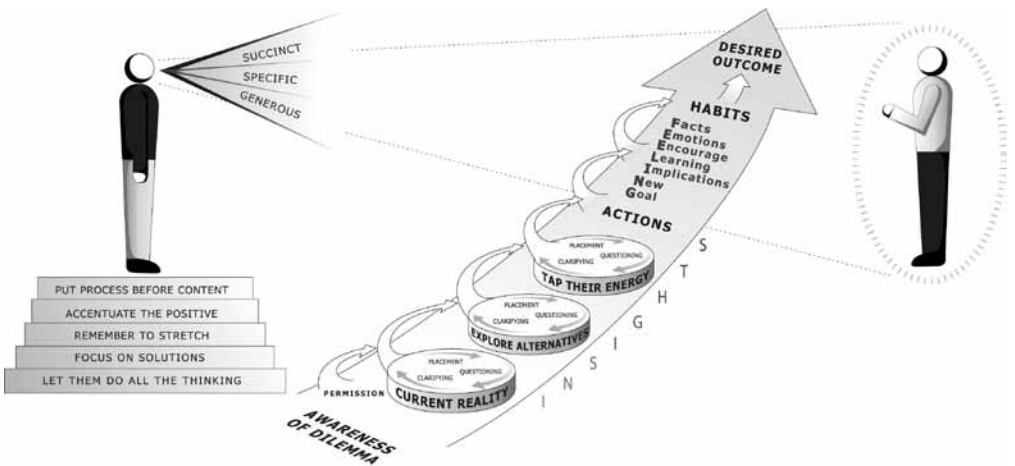 SUCCINCT
SPECIFIC
GENEROUS
PUT PROCESS BEFORE CONTENT
ACCENTUATE THE POSITIVE
REMEMBER TO STRETCH
FOCUS ON SOLUTIONS
LET THEM DO ALL THE THINKING
DESIRED
OUTCOME
HABITS
Facts
Emotions
Encourage
Learning
Implications
New
Goal
ACTIONS
PLACEMENT
QUESTIONING
CLARIFYING
TAP THEIR ENERGY
PLACEMENT
QUESTIONING
CLARIFYING
EXPLORE ALTERNATIVES
PLACEMENT
QUESTIONING
CLARIFYING
CURRENT REALITY
PERMISSION
AWARENESS
OF DILEMMA
INSIGHTS